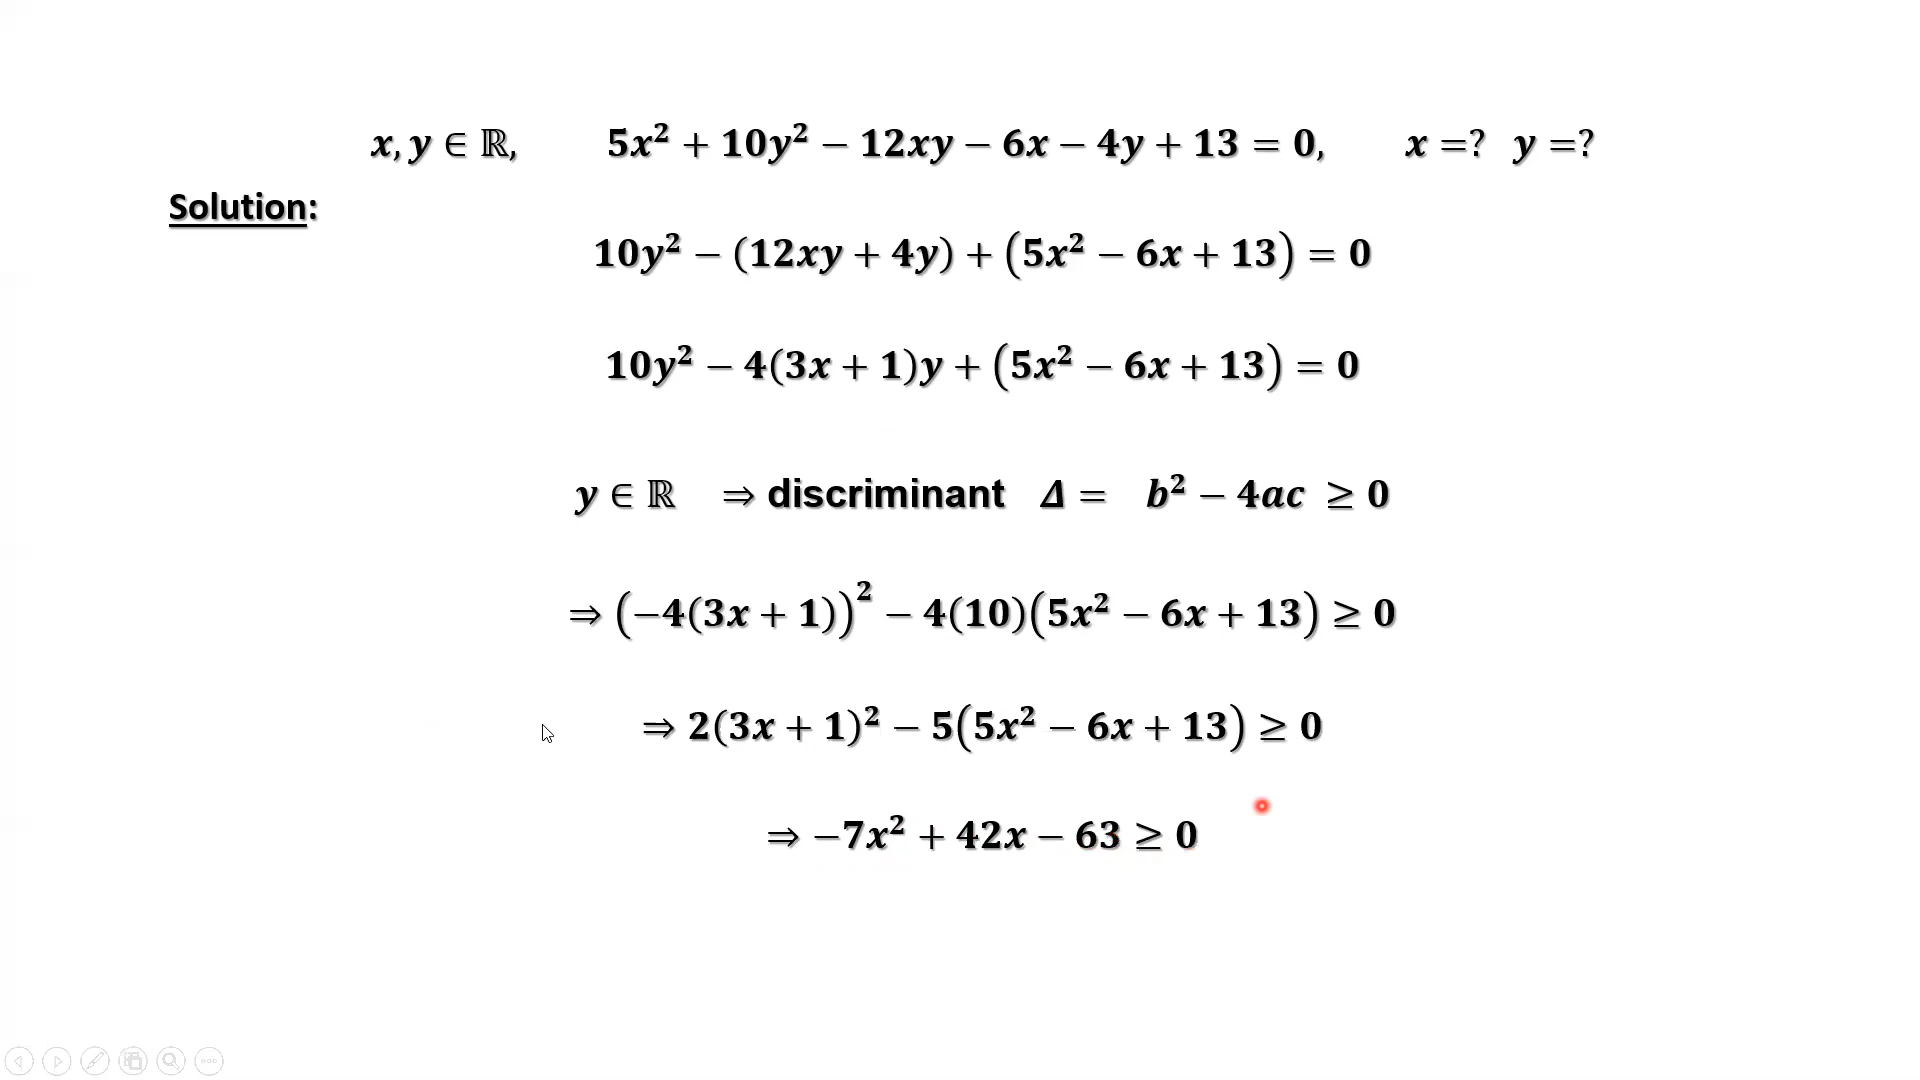 x, y ∈ ℝ, 5x² + 10y² − 12xy − 6x − 4y + 13 = 0, x =? y =?
Solution:
10y² − (12xy + 4y) + (5x² − 6x + 13) = 0
10y² − 4(3x + 1)y + (5x² − 6x + 13) = 0
y ∈ ℝ ⇒ discriminant Δ = b² − 4ac ≥ 0
⇒ (−4(3x + 1))² − 4(10)(5x² − 6x + 13) ≥ 0
⇒ 2(3x + 1)² − 5(5x² − 6x + 13) ≥ 0
⇒ −7x² + 42x − 63 ≥ 0